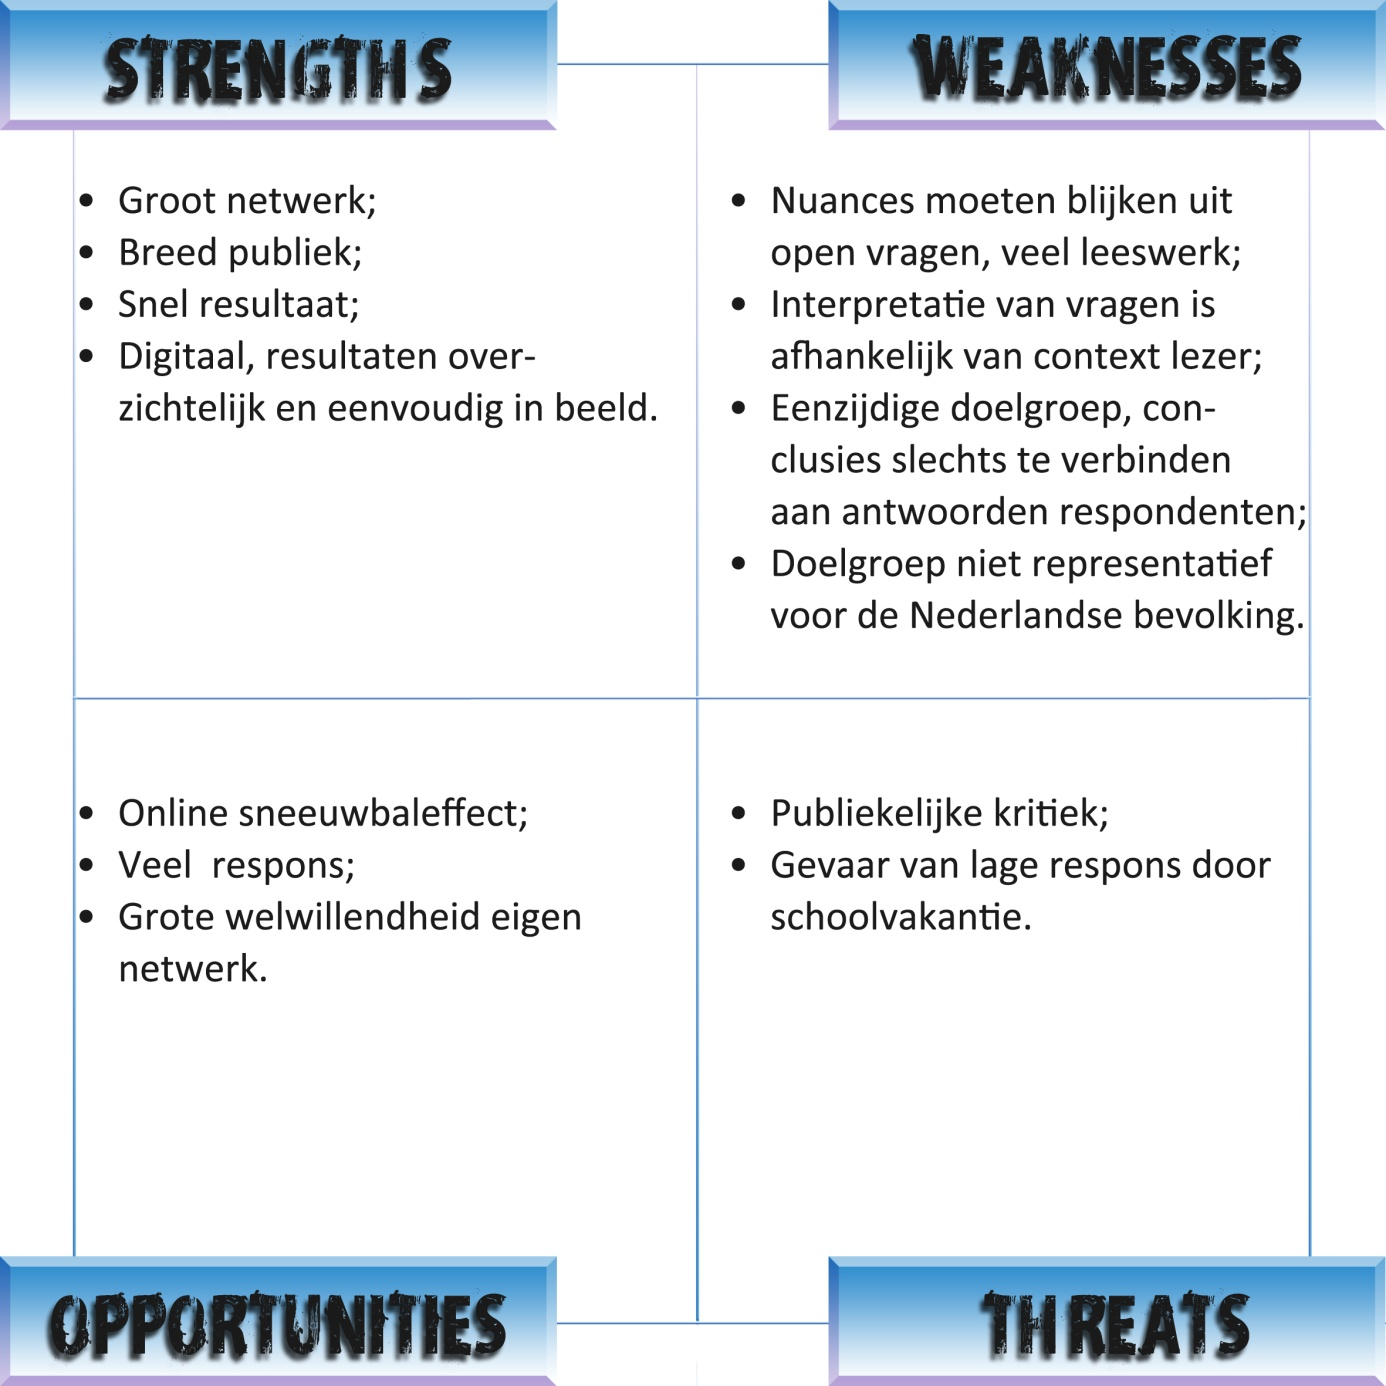 STRENGTHS
• Groot netwerk;
• Breed publiek;
• Snel resultaat;
• Digitaal, resultaten over-
zichtelijk en eenvoudig in beeld.
WEAKNESSES
• Nuances moeten blijken uit
open vragen, veel leeswerk;
• Interpretatie van vragen is
afhankelijk van context lezer;
• Eenzijdige doelgroep, con-
clusies slechts te verbinden
aan antwoorden respondenten;
• Doelgroep niet representatief
voor de Nederlandse bevolking.
• Online sneeuwbaleffect;
• Veel  respons;
• Grote welwillendheid eigen
netwerk.
OPPORTUNITIES
• Publiekelijke kritiek;
• Gevaar van lage respons door
schoolvakantie.
THREATS